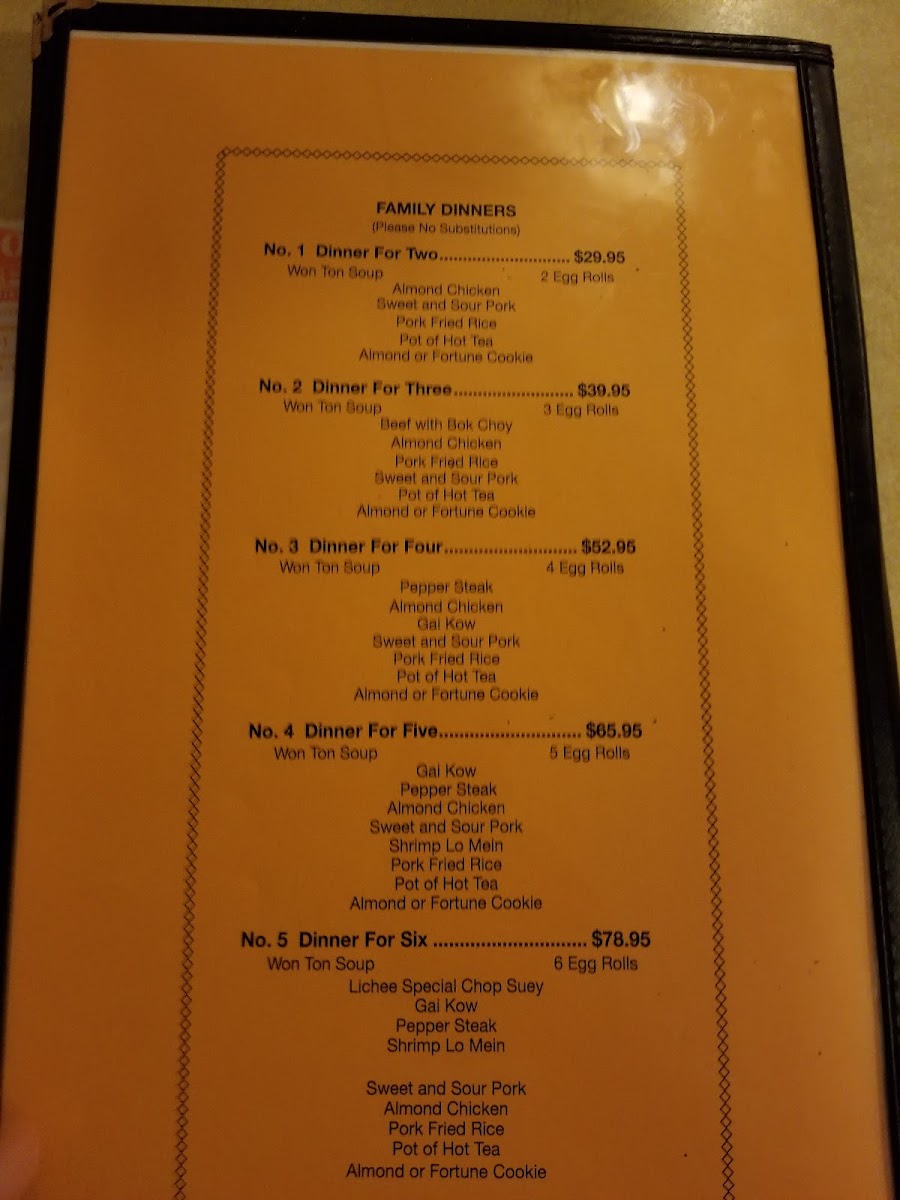 FAMILY DINNERS
(Please No Substitutions)
No. 1 Dinner For Two.......................... $29.95
Won Ton Soup 2 Egg Rolls
Almond Chicken
Sweet and Sour Pork
Pork Fried Rice
Pot of Hot Tea
Almond or Fortune Cookie
No. 2 Dinner For Three........................ $39.95
Won Ton Soup 3 Egg Rolls
Beef with Bok Choy
Almond Chicken
Pork Fried Rice
Sweet and Sour Pork
Pot of Hot Tea
Almond or Fortune Cookie
No. 3 Dinner For Four........................... $52.95
Won Ton Soup 4 Egg Rolls
Pepper Steak
Almond Chicken
Gai Kow
Sweet and Sour Pork
Pork Fried Rice
Pot of Hot Tea
Almond or Fortune Cookie
No. 4 Dinner For Five............................ $65.95
Won Ton Soup 5 Egg Rolls
Gai Kow
Pepper Steak
Almond Chicken
Sweet and Sour Pork
Shrimp Lo Mein
Pork Fried Rice
Pot of Hot Tea
Almond or Fortune Cookie
No. 5 Dinner For Six ............................. $78.95
Won Ton Soup 6 Egg Rolls
Lichee Special Chop Suey
Gai Kow
Pepper Steak
Shrimp Lo Mein
Sweet and Sour Pork
Almond Chicken
Pork Fried Rice
Pot of Hot Tea
Almond or Fortune Cookie